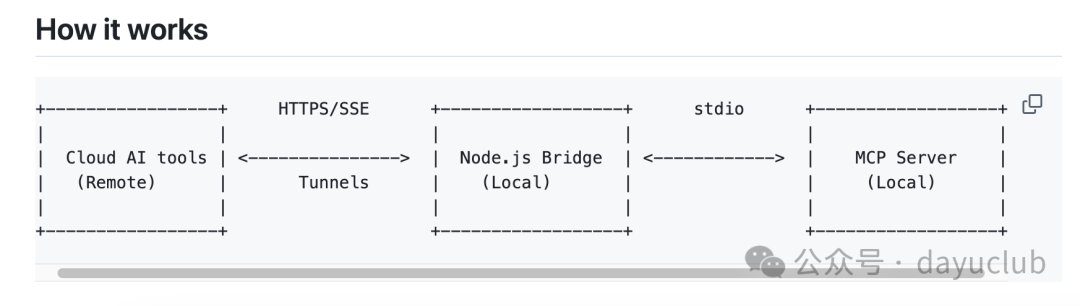 How it works
+-----------------+     HTTPS/SSE      +------------------+      stdio      +------------------+
|                 |                    |                  |                 |                  |
|  Cloud AI tools | <---------------> |  Node.js Bridge  | <------------> |    MCP Server    |
|   (Remote)      |       Tunnels      |    (Local)       |                 |     (Local)      |
|                 |                    |                  |                 |                  |
+-----------------+                    +------------------+                 +------------------+
公众号 · dayuclub